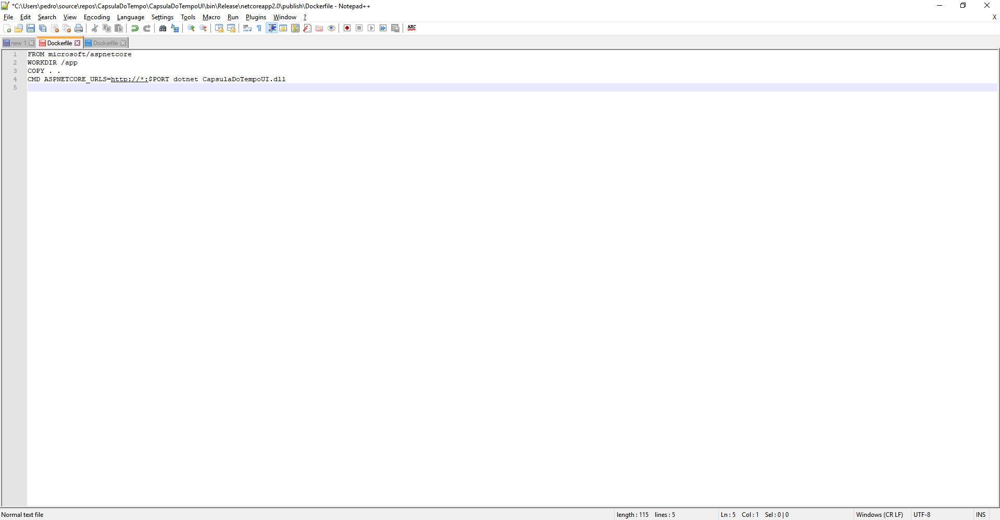 *C:\Users\pedro\source\repos\CapsulaDoTempo\CapsulaDoTempoUI\bin\Release\netcoreapp2.0\publish\Dockerfile - Notepad++
File Edit Search View Encoding Language Settings Tools Macro Run Plugins Window ? X
ABC
new 1 Dockerfile Dockerfile
1 FROM microsoft/aspnetcore
2 WORKDIR /app
3 COPY . .
4 CMD ASPNETCORE_URLS=http://*:$PORT dotnet CapsulaDoTempoUI.dll
5
Normal text file length : 115 lines : 5 Ln : 5 Col : 1 Sel : 0 | 0 Windows (CR LF) UTF-8 INS